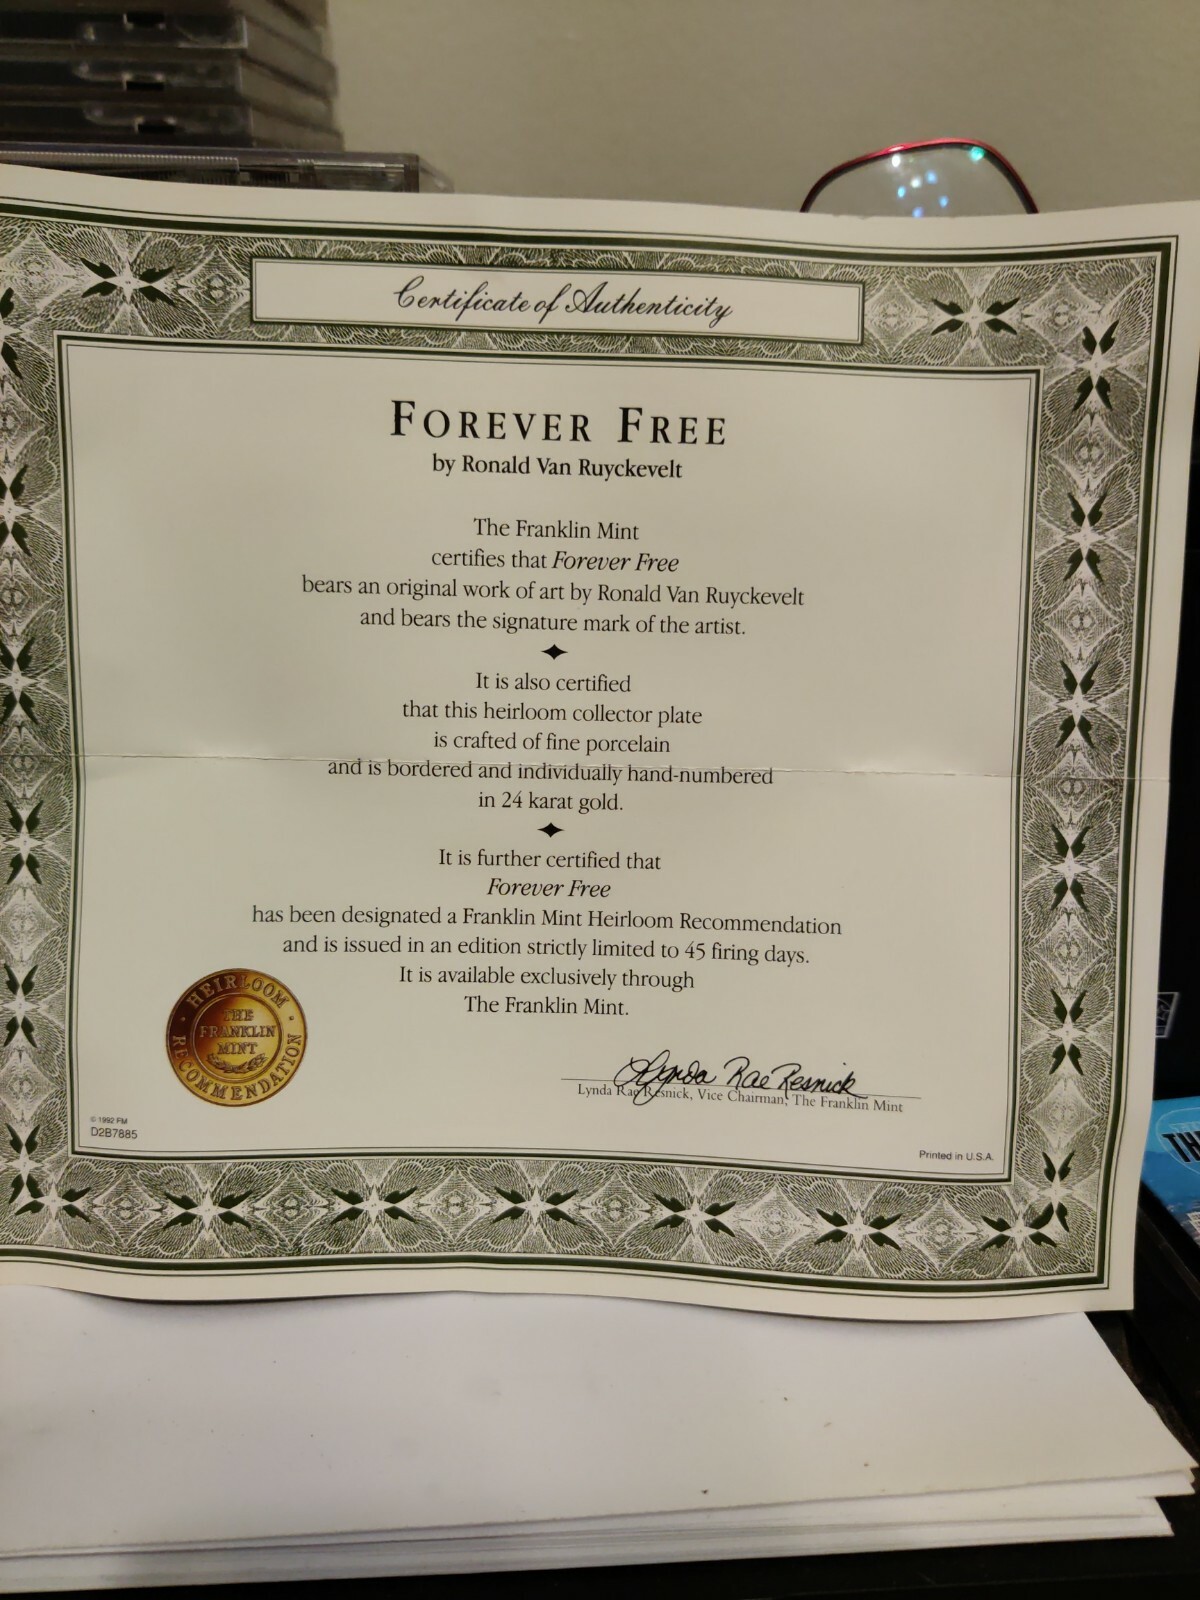 Certificate of Authenticity
FOREVER FREE
by Ronald Van Ruyckevelt
The Franklin Mint
certifies that Forever Free
bears an original work of art by Ronald Van Ruyckevelt
and bears the signature mark of the artist.
It is also certified
that this heirloom collector plate
is crafted of fine porcelain
and is bordered and individually hand-numbered
in 24 karat gold.
It is further certified that
Forever Free
has been designated a Franklin Mint Heirloom Recommendation
and is issued in an edition strictly limited to 45 firing days.
It is available exclusively through
The Franklin Mint.
HEIRLOOM
THE
FRANKLIN
MINT
RECOMMENDATION
Lynda Rae Resnick
Lynda Rae Resnick, Vice Chairman, The Franklin Mint
© 1992 FM
D2B7885
Printed in U.S.A.